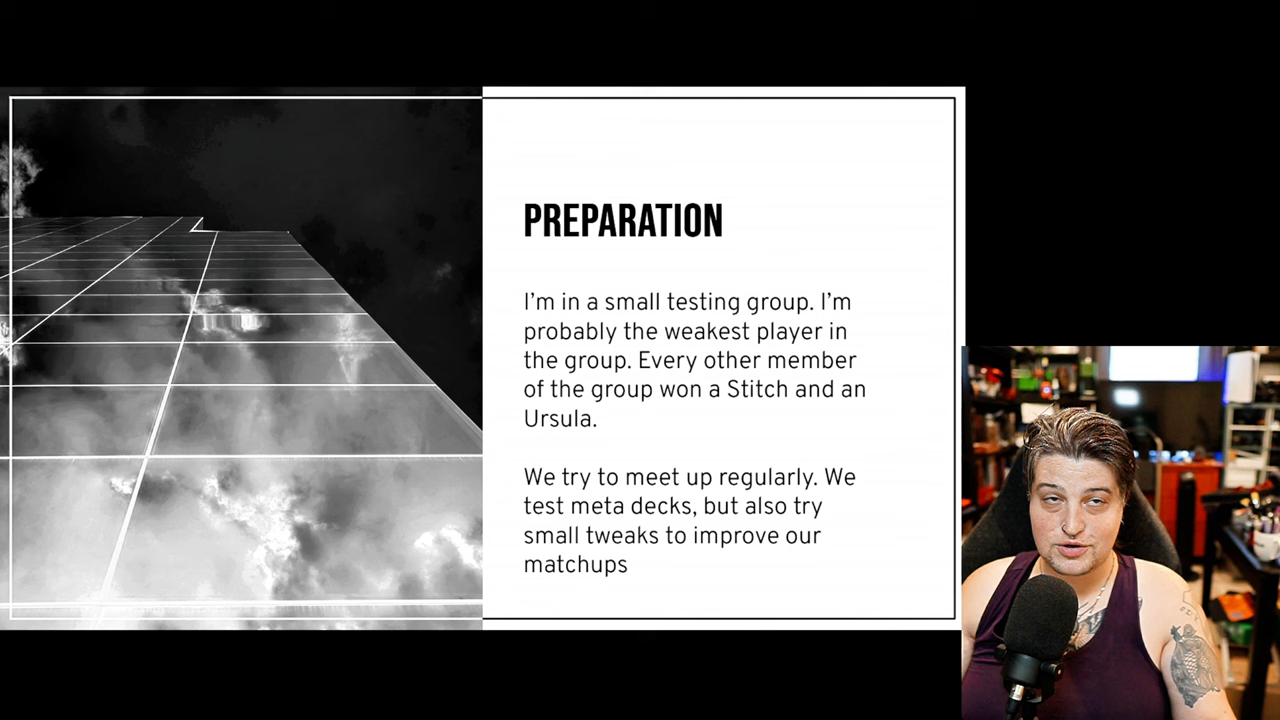 PREPARATION
I'm in a small testing group. I'm
probably the weakest player in
the group. Every other member
of the group won a Stitch and an
Ursula.
We try to meet up regularly. We
test meta decks, but also try
small tweaks to improve our
matchups